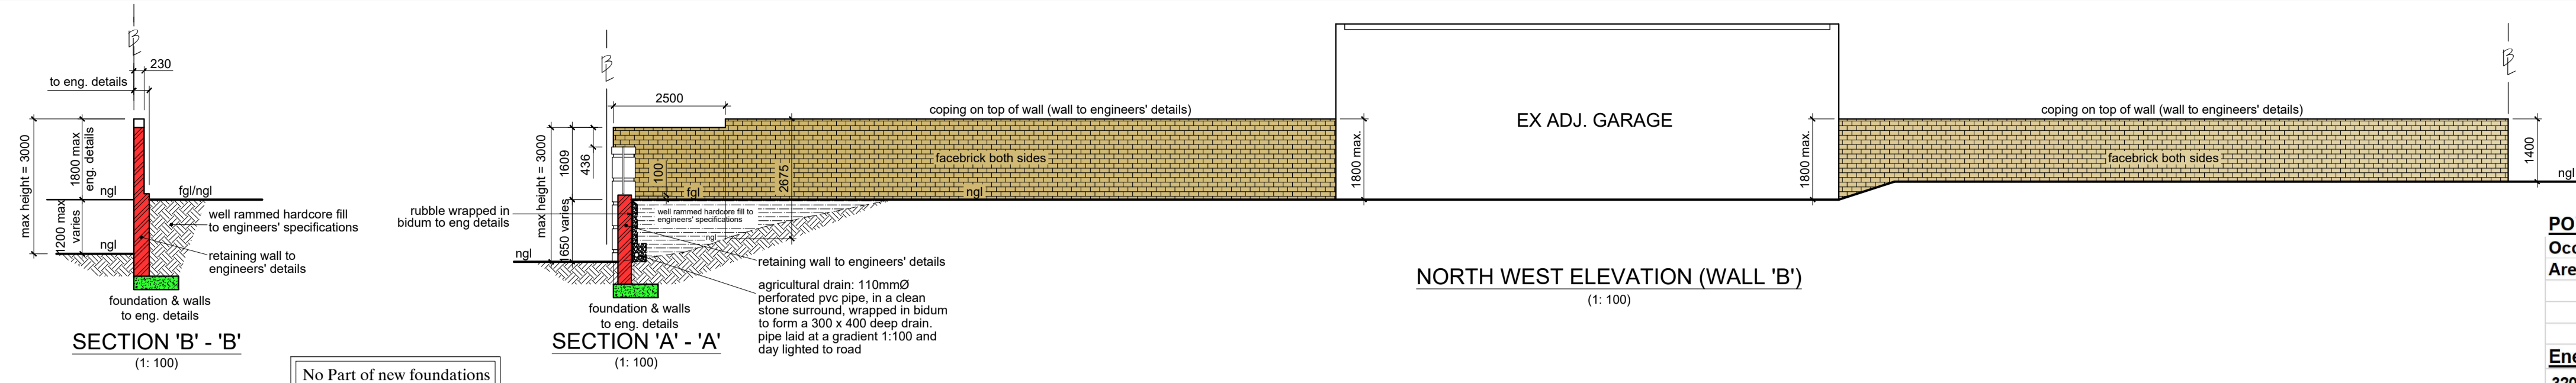 230
to eng. details
max height = 3000
1800 max
eng. details
ngl
fgl/ngl
1200 max
varies
ngl
well rammed hardcore fill
to engineers' specifications
retaining wall to
engineers' details
foundation & walls
to eng. details
SECTION 'B' - 'B'
(1: 100)
No Part of new foundations
2500
max height = 3000
1609
436
1650 varies
100
2675
fgl
ngl
rubble wrapped in
bidum to eng details
well rammed hardcore fill to
engineers' specifications
ngl
ngl
retaining wall to engineers' details
agricultural drain: 110mmØ
perforated pvc pipe, in a clean
stone surround, wrapped in bidum
to form a 300 x 400 deep drain.
pipe laid at a gradient 1:100 and
day lighted to road
foundation & walls
to eng. details
SECTION 'A' - 'A'
(1: 100)
coping on top of wall (wall to engineers' details)
facebrick both sides
1800 max.
EX ADJ. GARAGE
1800 max.
coping on top of wall (wall to engineers' details)
facebrick both sides
1400
ngl
NORTH WEST ELEVATION (WALL 'B')
(1: 100)
PO
Occ
Are
Ene